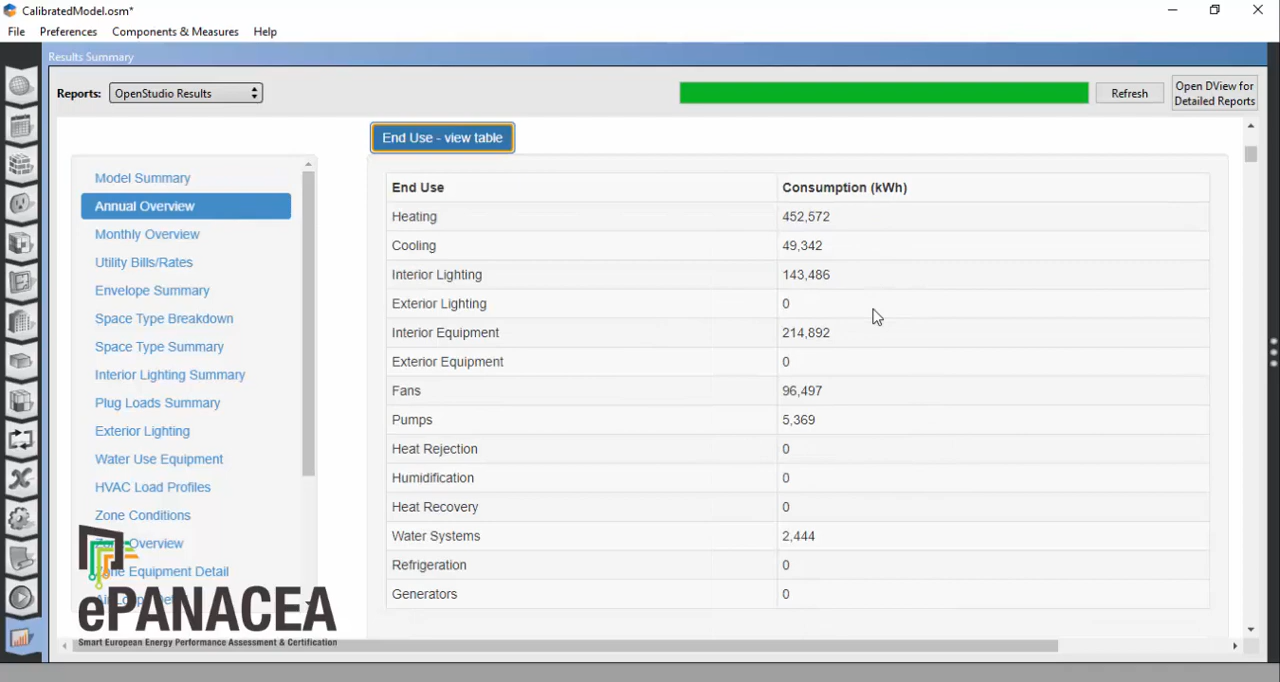 CalibratedModel.osm*
File Preferences Components & Measures Help
Results Summary
Reports: OpenStudio Results
Refresh
Open DView for
Detailed Reports
End Use - view table
Model Summary
Annual Overview
Monthly Overview
Utility Bills/Rates
Envelope Summary
Space Type Breakdown
Space Type Summary
Interior Lighting Summary
Plug Loads Summary
Exterior Lighting
Water Use Equipment
HVAC Load Profiles
Zone Conditions
Overview
Zone Equipment Detail
End Use Consumption (kWh)
Heating 452,572
Cooling 49,342
Interior Lighting 143,486
Exterior Lighting 0
Interior Equipment 214,892
Exterior Equipment 0
Fans 96,497
Pumps 5,369
Heat Rejection 0
Humidification 0
Heat Recovery 0
Water Systems 2,444
Refrigeration 0
Generators 0
ePANACEA
Smart European Energy Performance Assessment & Certification